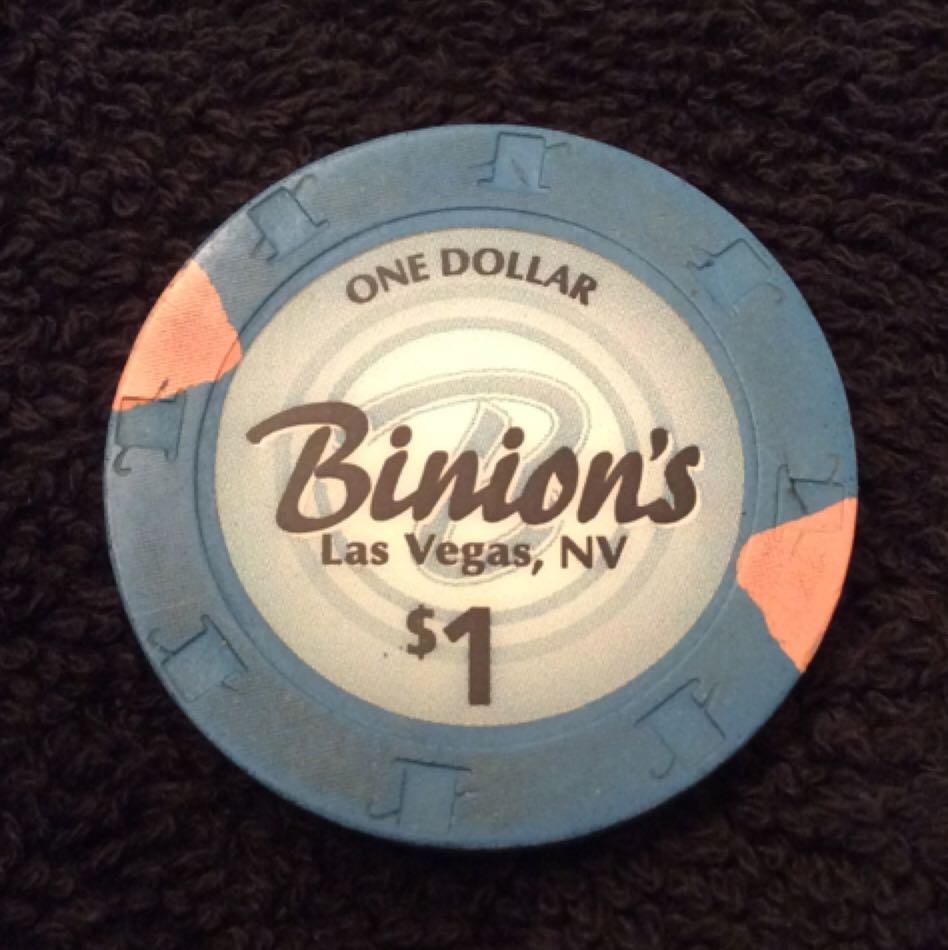 ONE DOLLAR
Binion's
Las Vegas, NV
$1